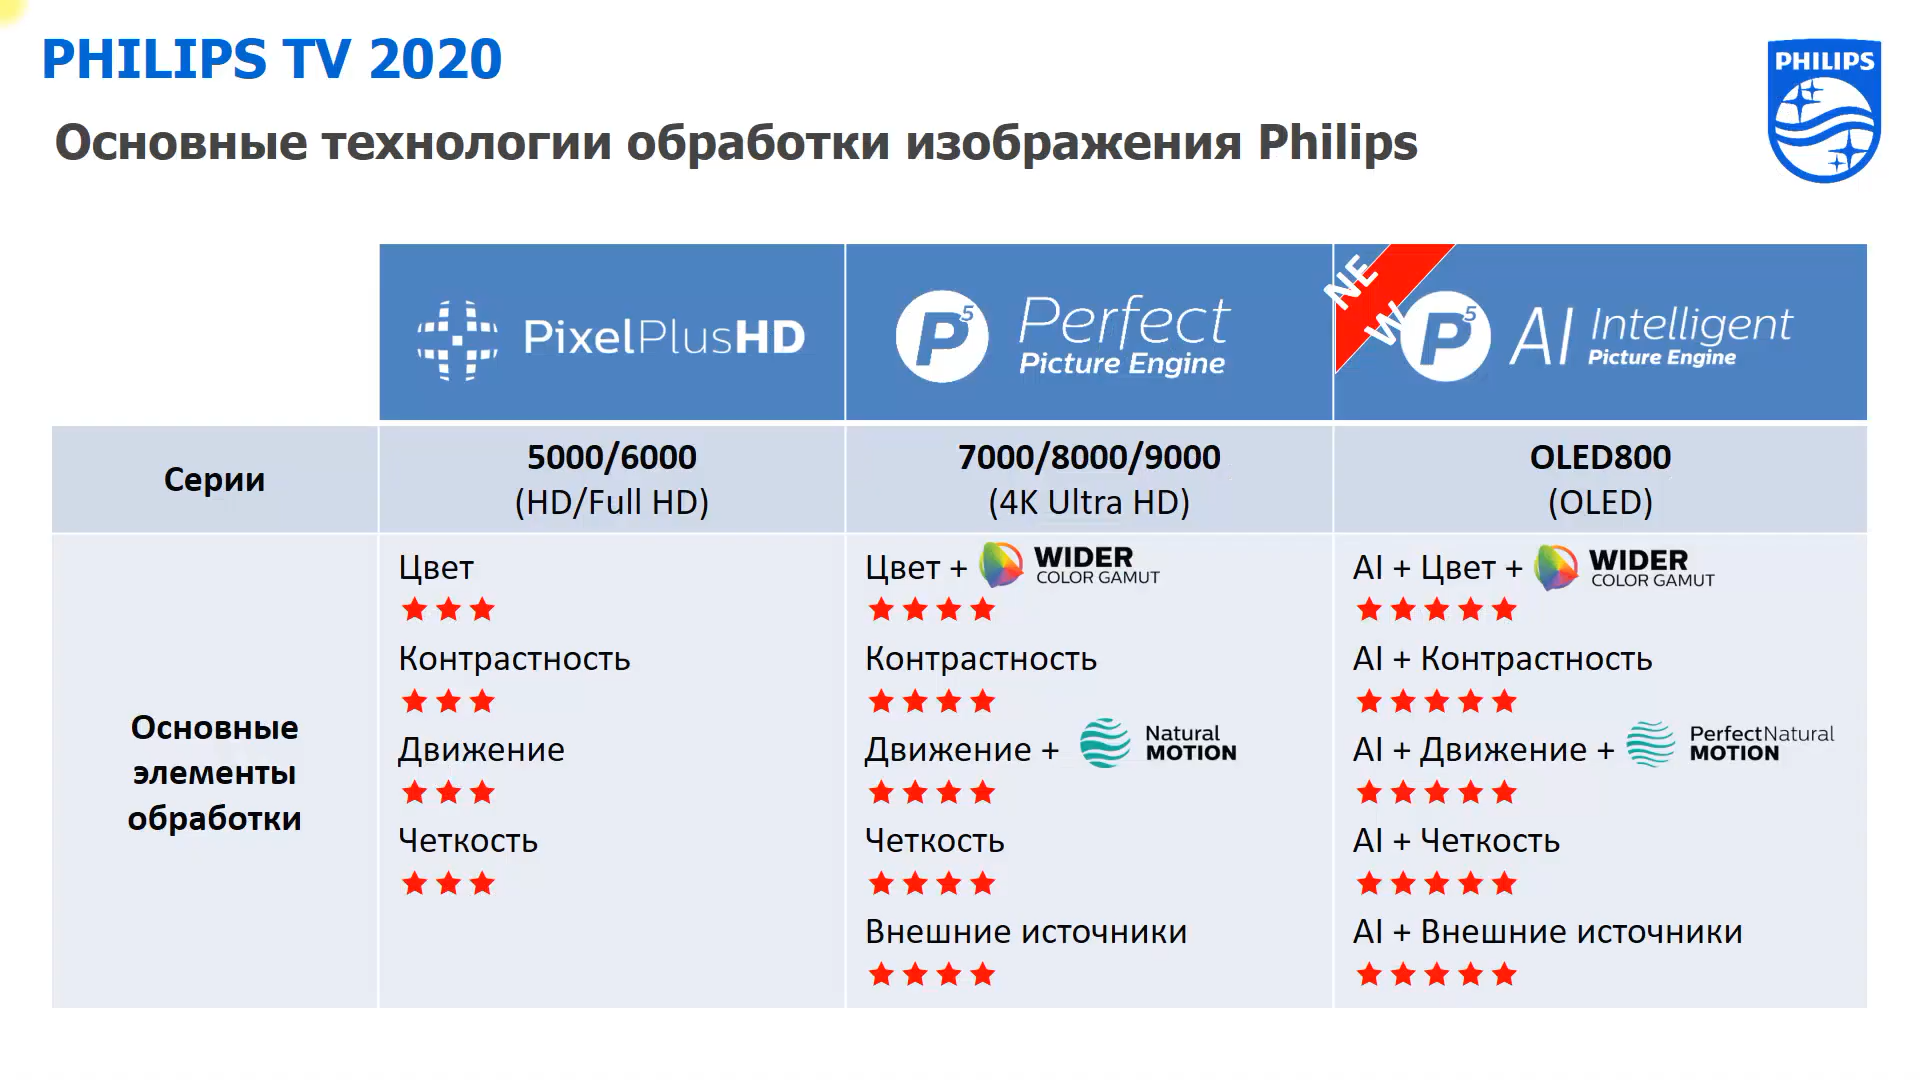 PHILIPS TV 2020
PHILIPS
Основные технологии обработки изображения Philips
PixelPlusHD
P5 Perfect
Picture Engine
NE
W
P5 AI Intelligent
Picture Engine
Серии
5000/6000
(HD/Full HD)
7000/8000/9000
(4K Ultra HD)
OLED800
(OLED)
Основные
элементы
обработки
Цвет
★★★
Контрастность
★★★
Движение
★★★
Четкость
★★★
Цвет + WIDER
COLOR GAMUT
★★★★
Контрастность
★★★★
Движение + Natural
MOTION
★★★★
Четкость
★★★★
Внешние источники
★★★★
AI + Цвет + WIDER
COLOR GAMUT
★★★★★
AI + Контрастность
★★★★★
AI + Движение + PerfectNatural
MOTION
★★★★★
AI + Четкость
★★★★★
AI + Внешние источники
★★★★★